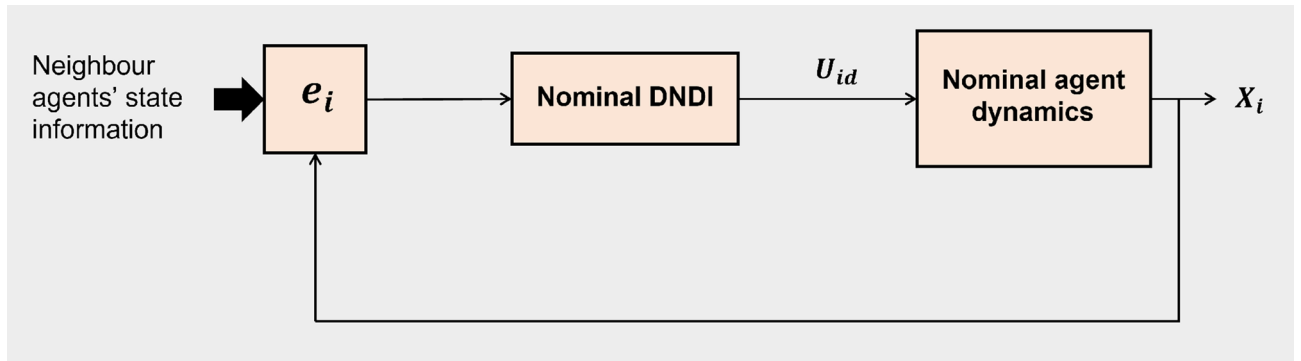 Neighbour
agents' state
information
e_i
Nominal DNDI
U_id
Nominal agent
dynamics
X_i